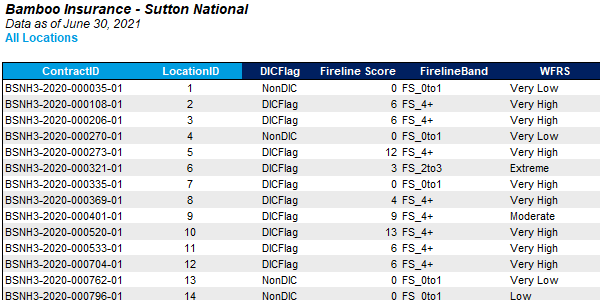 Bamboo Insurance - Sutton National
Data as of June 30, 2021
All Locations
ContractID LocationID DICFlag Fireline Score FirelineBand WFRS
BSNH3-2020-000035-01 1 NonDIC 0 FS_0to1 Very Low
BSNH3-2020-000108-01 2 DICFlag 6 FS_4+ Very High
BSNH3-2020-000206-01 3 DICFlag 6 FS_4+ Very High
BSNH3-2020-000270-01 4 NonDIC 0 FS_0to1 Very Low
BSNH3-2020-000273-01 5 DICFlag 12 FS_4+ Very High
BSNH3-2020-000321-01 6 DICFlag 3 FS_2to3 Extreme
BSNH3-2020-000335-01 7 DICFlag 0 FS_0to1 Very High
BSNH3-2020-000369-01 8 DICFlag 4 FS_4+ Very High
BSNH3-2020-000401-01 9 DICFlag 9 FS_4+ Moderate
BSNH3-2020-000520-01 10 DICFlag 13 FS_4+ Very High
BSNH3-2020-000533-01 11 DICFlag 6 FS_4+ Very High
BSNH3-2020-000704-01 12 DICFlag 6 FS_4+ Very High
BSNH3-2020-000762-01 13 NonDIC 0 FS_0to1 Very Low
BSNH3-2020-000796-01 14 NonDIC 0 FS_0to1 Low